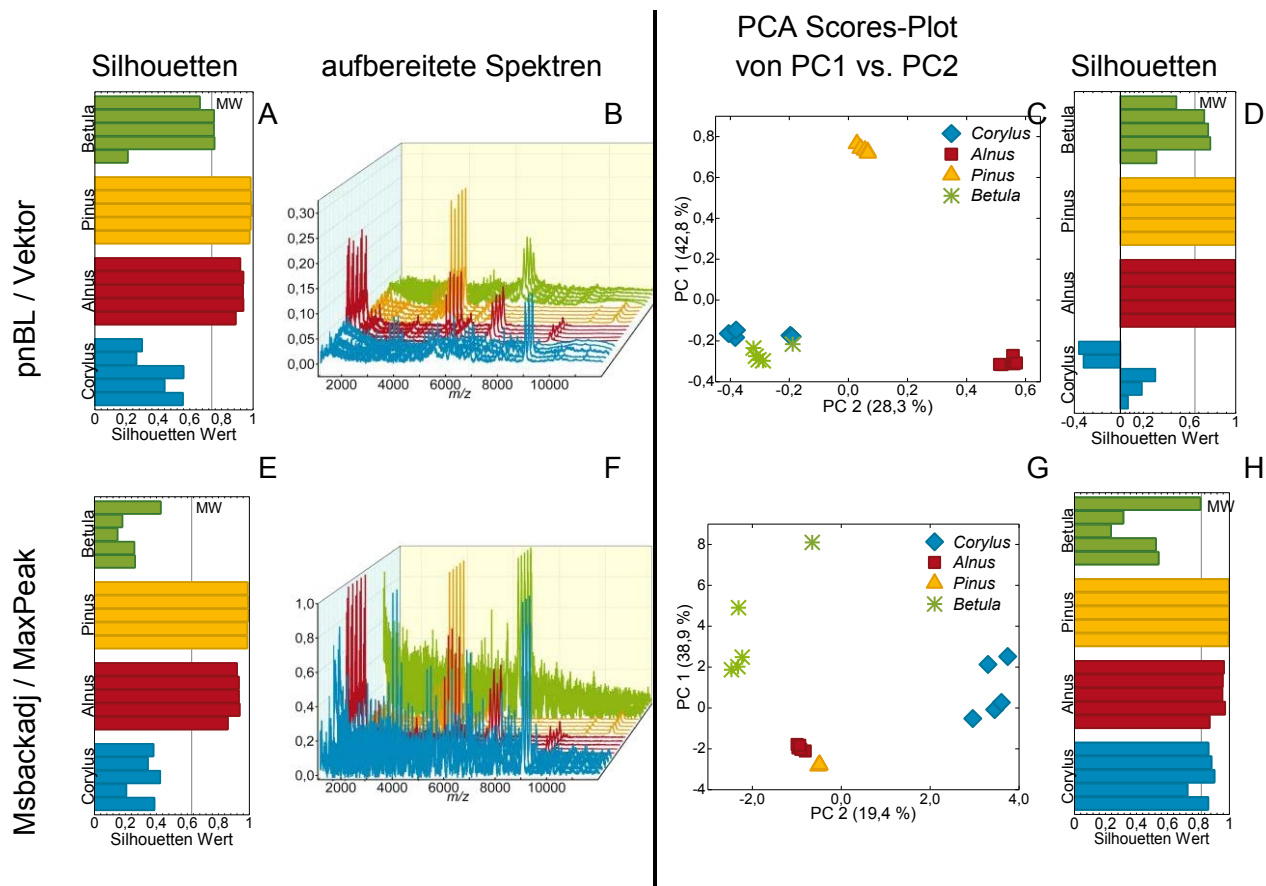 PCA Scores-Plot
Silhouetten aufbereitete Spektren von PC1 vs. PC2 Silhouetten
pnBL / Vektor
A
MW
Betula
Pinus
Alnus
Corylus
0 0,2 0,4 0,6 0,8 1
Silhouetten Wert
B
0,30
0,25
0,20
0,15
0,10
0,05
0,00
2000 4000 6000 8000 10000
m/z
C
0,8
0,6
0,4
0,2
0,0
-0,2
-0,4
PC 1 (42,8 %)
Corylus
Alnus
Pinus
Betula
-0,4 -0,2 0,0 0,2 0,4 0,6
PC 2 (28,3 %)
D
MW
Betula
Pinus
Alnus
Corylus
-0,4 0 0,2 0,6 1
Silhouetten Wert
Msbackadj / MaxPeak
E
MW
Betula
Pinus
Alnus
Corylus
0 0,2 0,4 0,6 0,8 1
Silhouetten Wert
F
1,0
0,8
0,6
0,4
0,2
0,0
2000 4000 6000 8000 10000
m/z
G
8
6
4
2
0
-2
-4
PC 1 (38,9 %)
Corylus
Alnus
Pinus
Betula
-2,0 0,0 2,0 4,0
PC 2 (19,4 %)
H
MW
Betula
Pinus
Alnus
Corylus
0 0,2 0,4 0,6 0,8 1
Silhouetten Wert